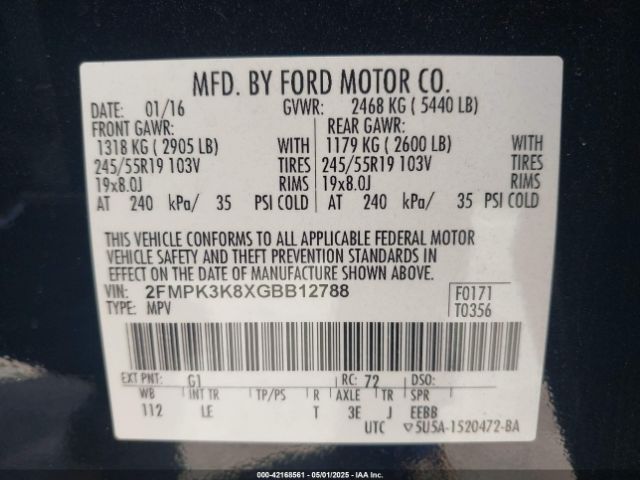 MFD. BY FORD MOTOR CO.
DATE: 01/16 GVWR: 2468 KG ( 5440 LB)
FRONT GAWR: REAR GAWR:
1318 KG ( 2905 LB) WITH 1179 KG ( 2600 LB) WITH
245/55R19 103V TIRES 245/55R19 103V TIRES
19x8.0J RIMS 19x8.0J RIMS
AT 240 kPa/ 35 PSI COLD AT 240 kPa/ 35 PSI COLD
THIS VEHICLE CONFORMS TO ALL APPLICABLE FEDERAL MOTOR
VEHICLE SAFETY AND THEFT PREVENTION STANDARDS IN
EFFECT ON THE DATE OF MANUFACTURE SHOWN ABOVE.
VIN: 2FMPK3K8XGBB12788 F0171
TYPE: MPV T0356
EXT PNT: G1 RC: 72 DSO:
WB INT TR TP/PS R AXLE TR SPR
112 LE T 3E J EEBB
UTC ▽5U5A-1520472-BA
000-42168561 - 05/01/2025 - IAAI.COM